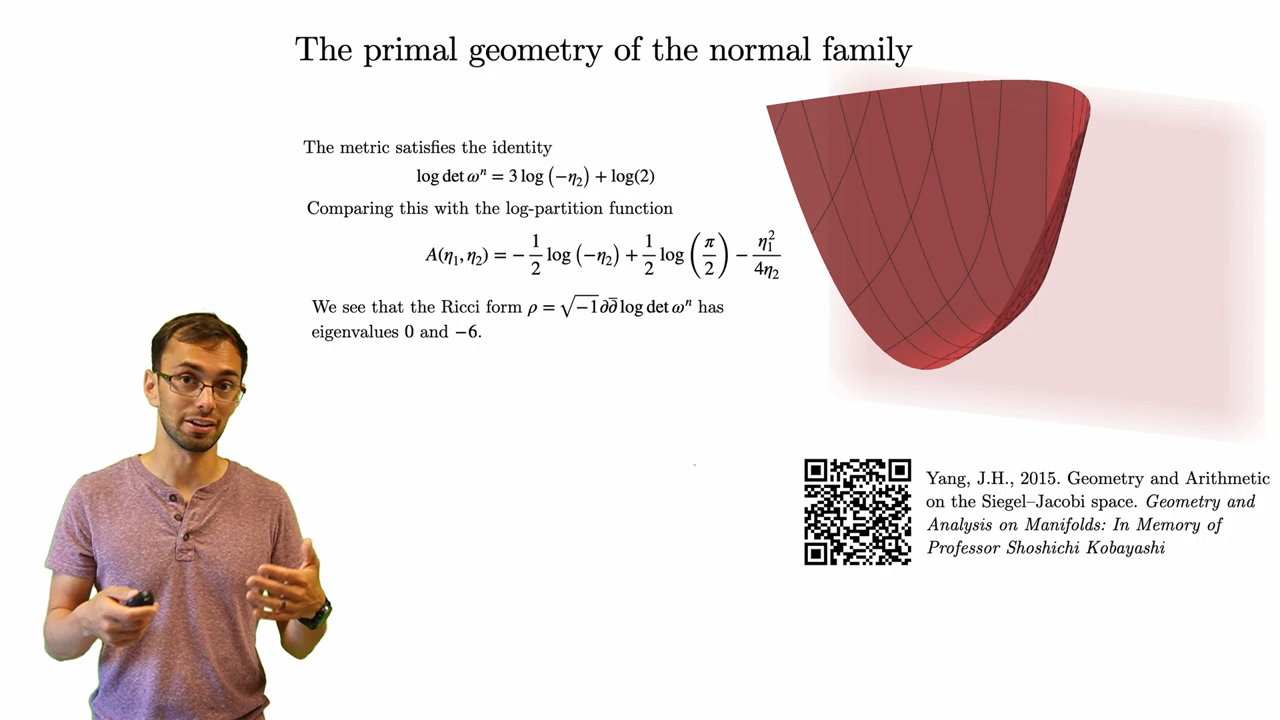 The primal geometry of the normal family
The metric satisfies the identity
log det ωⁿ = 3 log (−η₂) + log(2)
Comparing this with the log-partition function
A(η₁, η₂) = −1/2 log (−η₂) + 1/2 log (π/2) − η₁²/4η₂
We see that the Ricci form ρ = √−1∂∂̅ log det ωⁿ has
eigenvalues 0 and −6.
Yang, J.H., 2015. Geometry and Arithmetic
on the Siegel–Jacobi space. Geometry and
Analysis on Manifolds: In Memory of
Professor Shoshichi Kobayashi